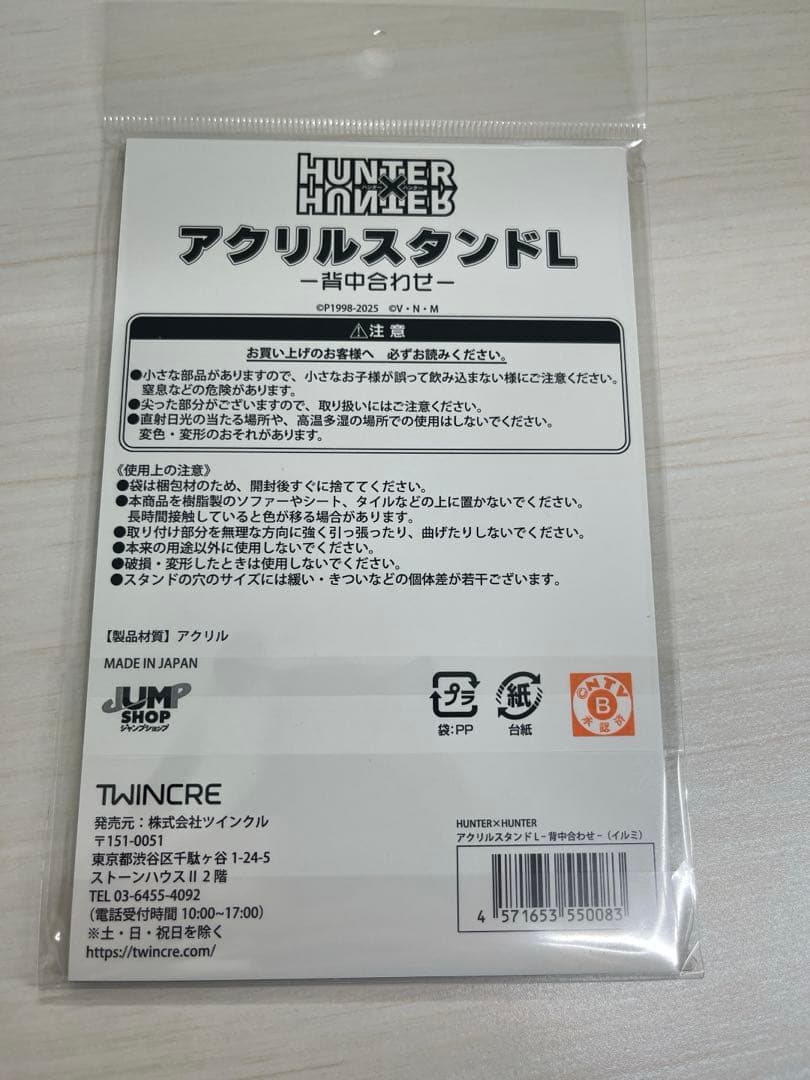 HUNTER
ハンター×ハンター
HUNTER
アクリルスタンドL
−背中合わせ−
©P1998-2025 ©V・N・M
⚠注意
お買い上げのお客様へ 必ずお読みください。
●小さな部品がありますので、小さなお子様が誤って飲み込まない様にご注意ください。
窒息などの危険があります。
●尖った部分がございますので、取り扱いにはご注意ください。
●直射日光の当たる場所や、高温多湿の場所での使用はしないでください。
変色・変形のおそれがあります。
《使用上の注意》
●袋は梱包材のため、開封後すぐに捨ててください。
●本商品を樹脂製のソファーやシート、タイルなどの上に置かないでください。
長時間接触していると色が移る場合があります。
●取り付け部分を無理な方向に強く引っ張ったり、曲げたりしないでください。
●本来の用途以外に使用しないでください。
●破損・変形したときは使用しないでください。
●スタンドの穴のサイズには緩い・きついなどの個体差が若干ございます。
【製品材質】アクリル
MADE IN JAPAN
JUMP
SHOP
ジャンプショップ
プラ
袋:PP
紙
台紙
CNTV
B
承認済
TWINCRE
発売元:株式会社ツインクル
〒151-0051
東京都渋谷区千駄ヶ谷 1-24-5
ストーンハウスⅡ 2階
TEL 03-6455-4092
(電話受付時間 10:00~17:00)
※土・日・祝日を除く
https://twincre.com/
HUNTER×HUNTER
アクリルスタンドL−背中合わせ−(イルミ)
4 571653 550083